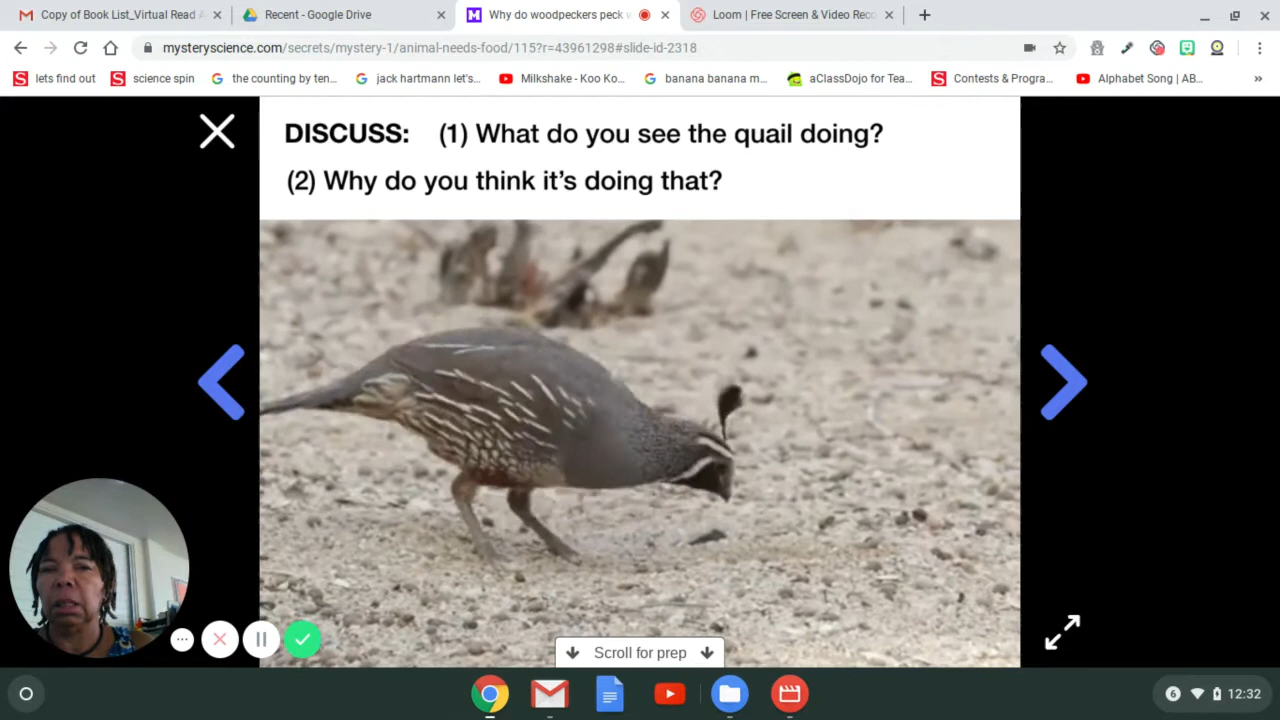 Copy of Book List_Virtual Read A
Recent - Google Drive
Why do woodpeckers peck w
Loom | Free Screen & Video Reco
mysteryscience.com/secrets/mystery-1/animal-needs-food/115?r=43961298#slide-id-2318
lets find out
science spin
the counting by ten...
jack hartmann let's...
Milkshake - Koo Ko...
banana banana m...
aClassDojo for Tea...
Contests & Progra...
Alphabet Song | AB...
DISCUSS: (1) What do you see the quail doing?
(2) Why do you think it's doing that?
Scroll for prep
6
12:32